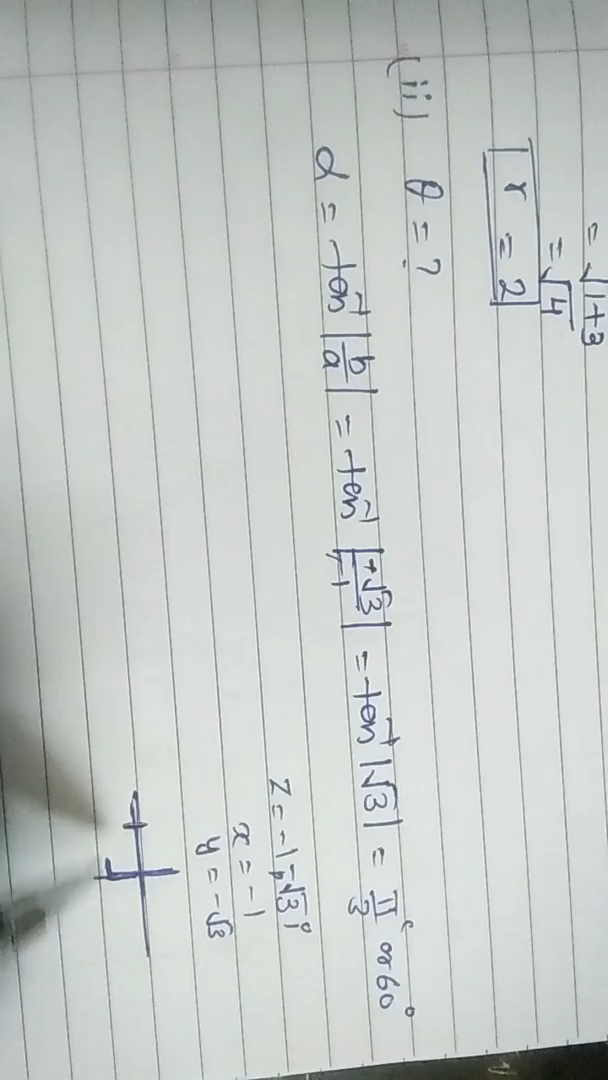 = √1+3
= √4
r = 2
(ii) θ = ?
α = tan⁻¹ |b/a| = tan⁻¹ |+√3/-1| = tan⁻¹ |√3| = π/3 ᶜ or 60°
z = -1, -√3i
x = -1
y = -√3